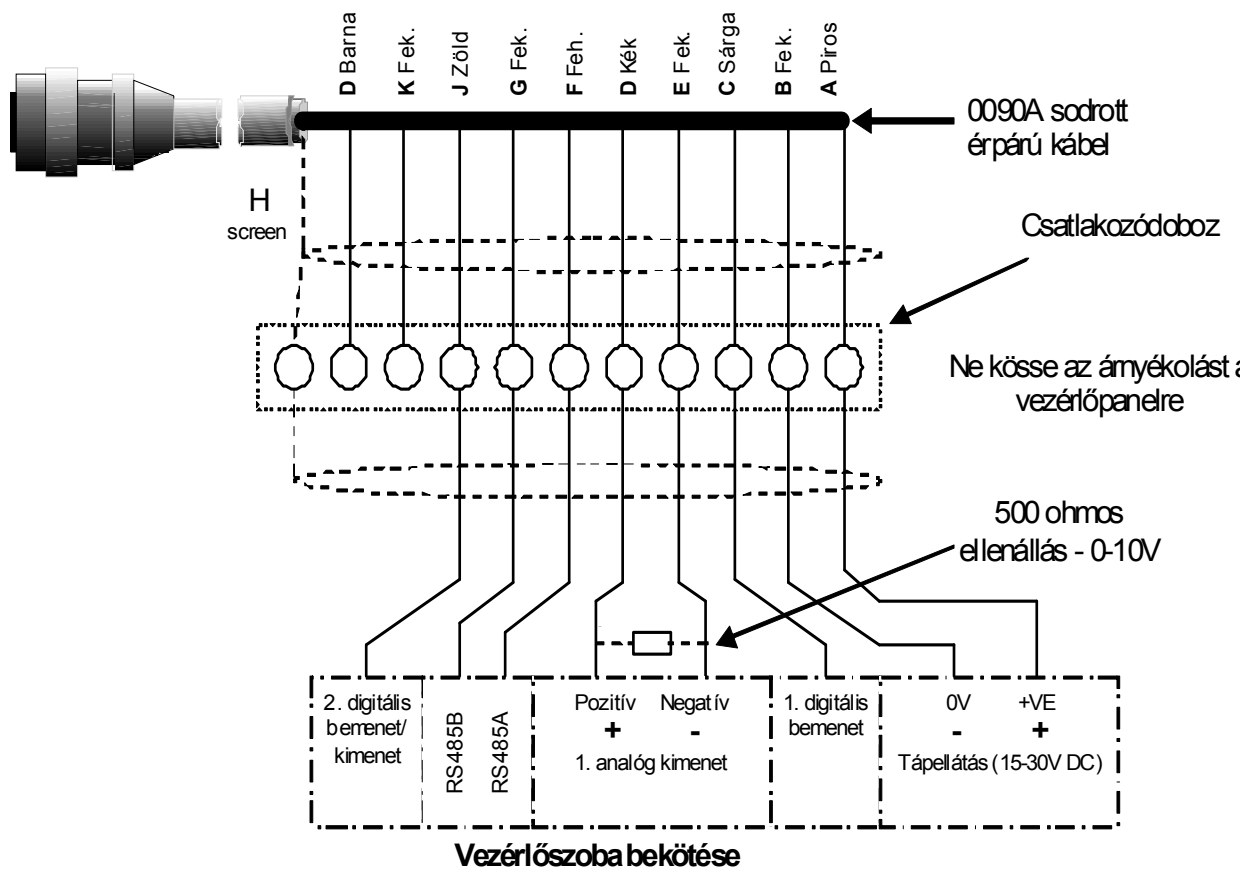 D Barna
K Fek.
J Zöld
G Fek.
F Feh.
D Kék
E Fek.
C Sárga
B Fek.
A Piros
0090A sodrott
érpárú kábel
H
screen
Csatlakozódoboz
Ne kösse az árnyékolást a
vezérlőpanelre
500 ohmos
ellenállás - 0-10V
2. digitális
bemenet/
kimenet
RS485B
RS485A
Pozitív Negatív
+ -
1. analóg kimenet
1. digitális
bemenet
0V +VE
- +
Tápellátás (15-30V DC)
Vezérlőszoba bekötése